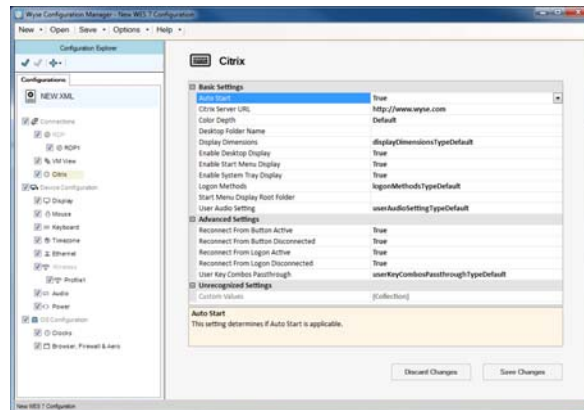 Wyse Configuration Manager - New WES 7 Configuration
New Open Save Options Help
Configuration Explorer
Configurations
NEW XML
Connections
RDP
RDP1
VM View
Citrix
Device Configuration
Display
Mouse
Keyboard
Timezone
Ethernet
Wireless
Profile1
Audio
Power
OS Configuration
Clocks
Browser, Firewall & Aero
Citrix
Basic Settings
Auto Start True
Citrix Server URL http://www.wyse.com
Color Depth Default
Desktop Folder Name
Display Dimensions displayDimensionsTypeDefault
Enable Desktop Display True
Enable Start Menu Display True
Enable System Tray Display True
Logon Methods logonMethodsTypeDefault
Start Menu Display Root Folder
User Audio Setting userAudioSettingTypeDefault
Advanced Settings
Reconnect From Button Active True
Reconnect From Button Disconnected True
Reconnect From Logon Active True
Reconnect From Logon Disconnected True
User Key Combos Passthrough userKeyCombosPassthroughTypeDefault
Unrecognized Settings
Custom Values (Collection)
Auto Start
This setting determines if Auto Start is applicable.
Discard Changes Save Changes
New WES 7 Configuration